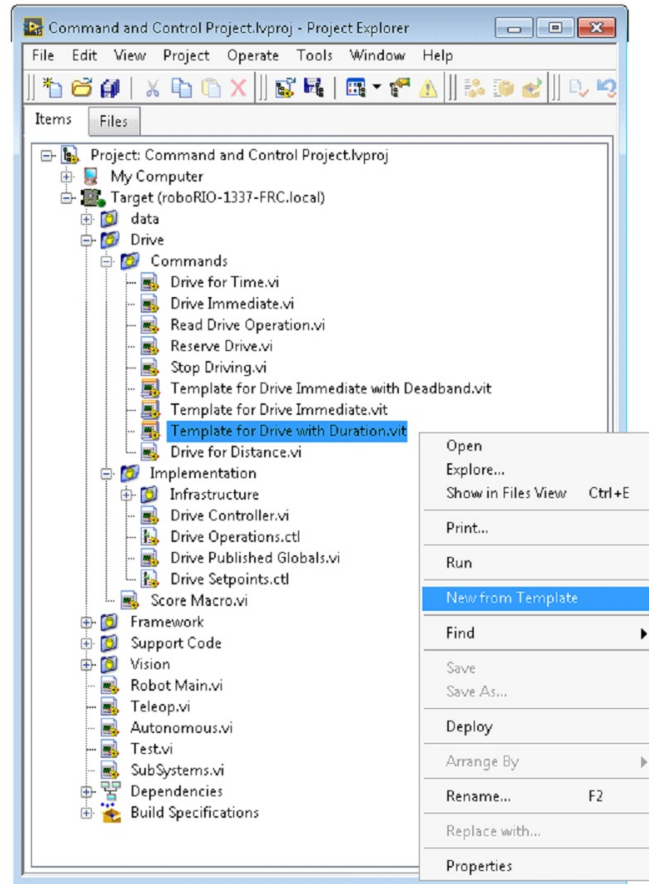 Command and Control Project.lvproj - Project Explorer
File Edit View Project Operate Tools Window Help
Items Files
Project: Command and Control Project.lvproj
My Computer
Target (roboRIO-1337-FRC.local)
data
Drive
Commands
Drive for Time.vi
Drive Immediate.vi
Read Drive Operation.vi
Reserve Drive.vi
Stop Driving.vi
Template for Drive Immediate with Deadband.vit
Template for Drive Immediate.vit
Template for Drive with Duration.vit
Drive for Distance.vi
Implementation
Infrastructure
Drive Controller.vi
Drive Operations.ctl
Drive Published Globals.vi
Drive Setpoints.ctl
Score Macro.vi
Framework
Support Code
Vision
Robot Main.vi
Teleop.vi
Autonomous.vi
Test.vi
SubSystems.vi
Dependencies
Build Specifications
Open
Explore...
Show in Files View Ctrl+E
Print...
Run
New from Template
Find
Save
Save As...
Deploy
Arrange By
Rename... F2
Replace with...
Properties